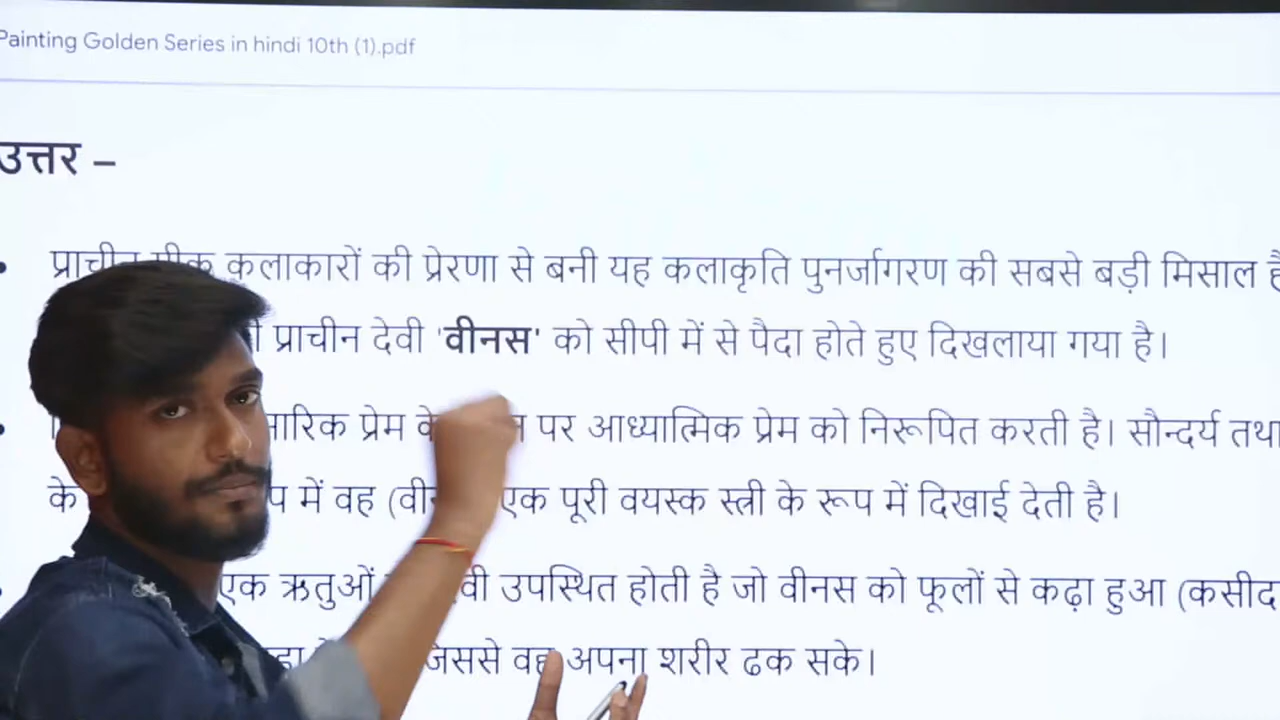 Painting Golden Series in hindi 10th (1).pdf
उत्तर –
प्राचीन ग्रीक कलाकारों की प्रेरणा से बनी यह कलाकृति पुनर्जागरण की सबसे बड़ी मिसाल है
प्राचीन देवी 'वीनस' को सीपी में से पैदा होते हुए दिखलाया गया है।
प्रेम पर आध्यात्मिक प्रेम को निरूपित करती है। सौन्दर्य तथा
के में वह एक पूरी वयस्क स्त्री के रूप में दिखाई देती है।
एक ऋतुओं उपस्थित होती है जो वीनस को फूलों से कढ़ा हुआ
जिससे वह अपना शरीर ढक सके।